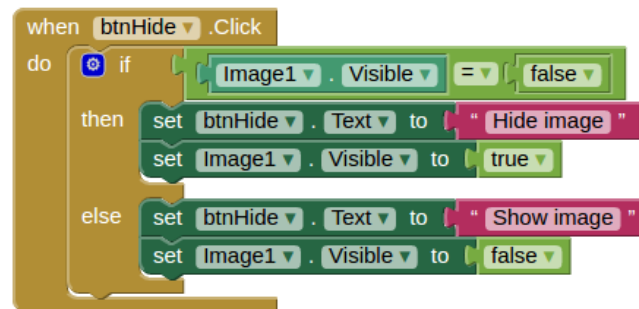 when btnHide .Click
do if Image1 . Visible = false
then set btnHide . Text to " Hide image "
set Image1 . Visible to true
else set btnHide . Text to " Show image "
set Image1 . Visible to false